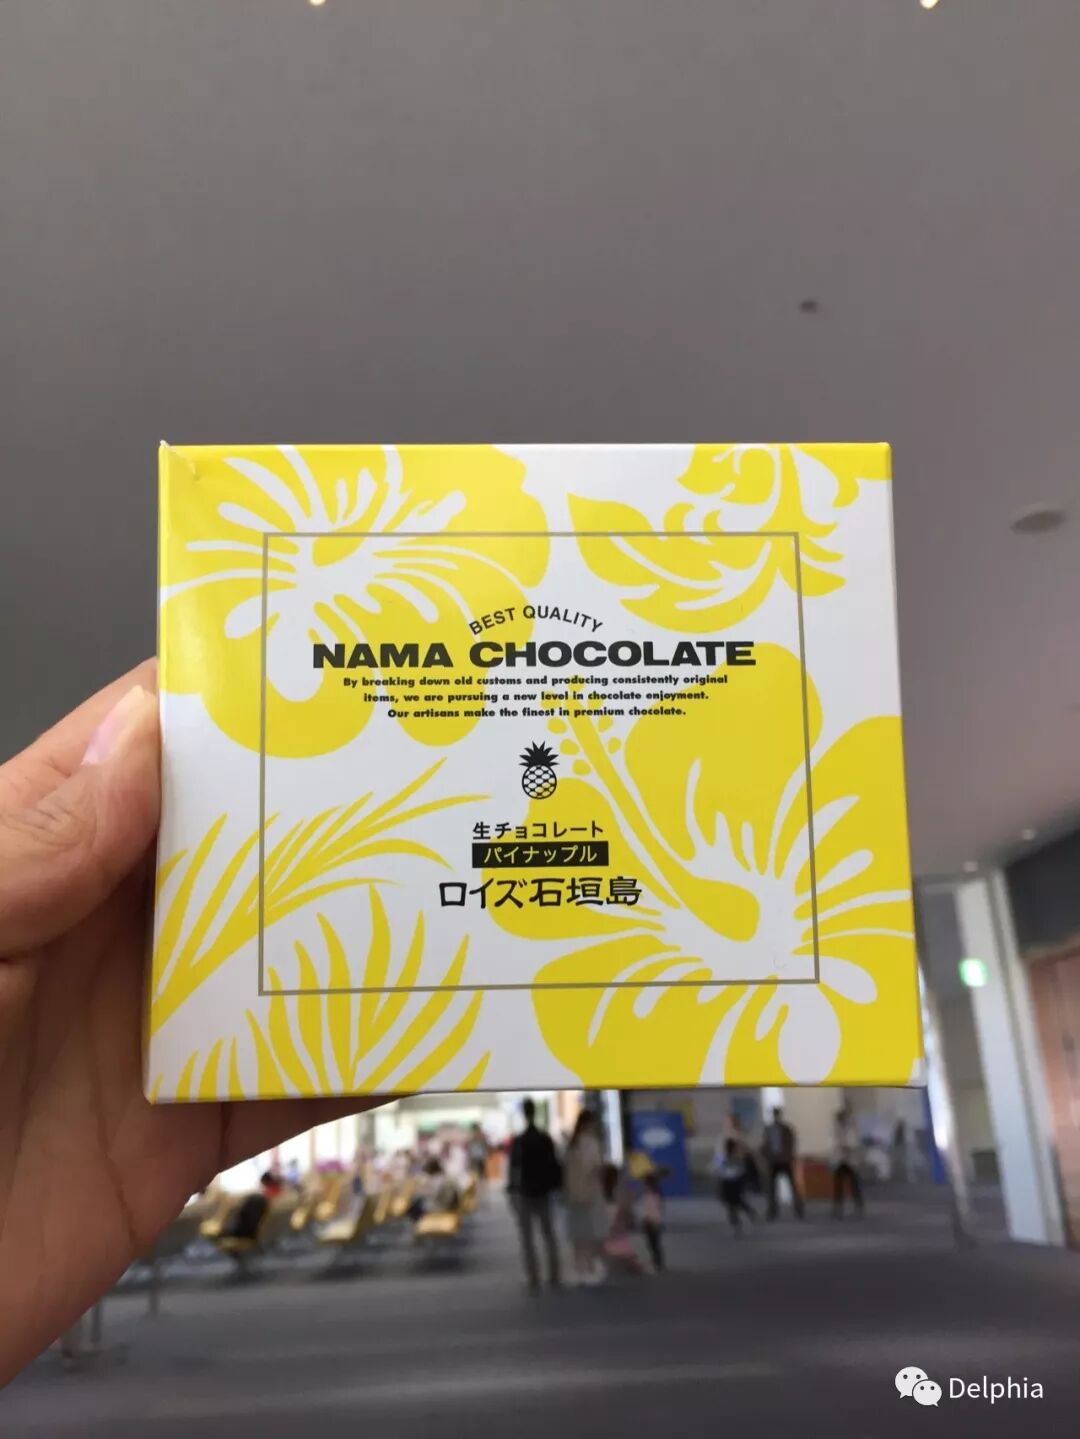 BEST QUALITY
NAMA CHOCOLATE
By breaking down old customs and producing consistently original
items, we are pursuing a new level in chocolate enjoyment.
Our artisans make the finest in premium chocolate.
生チョコレート
パイナップル
ロイズ石垣島
Delphia